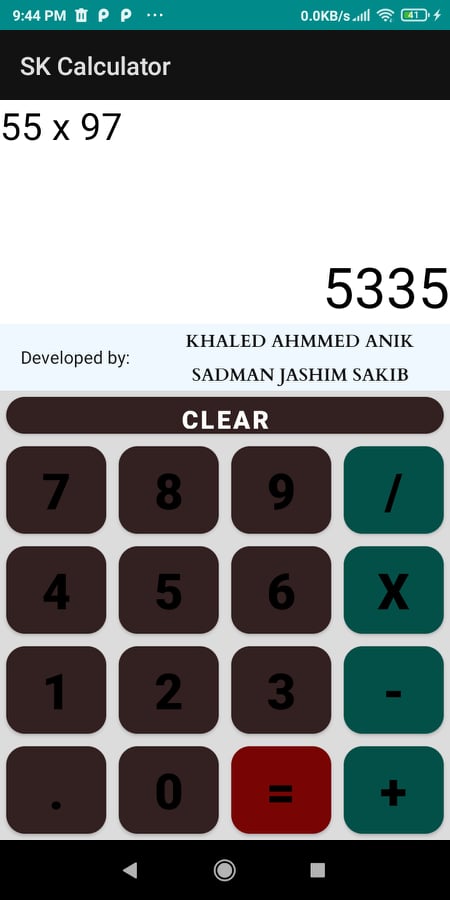 9:44 PM P P ... 0.0KB/s 41
SK Calculator
55 x 97
5335
Developed by:
KHALED AHMMED ANIK
SADMAN JASHIM SAKIB
CLEAR
7 8 9 /
4 5 6 X
1 2 3 -
. 0 = +